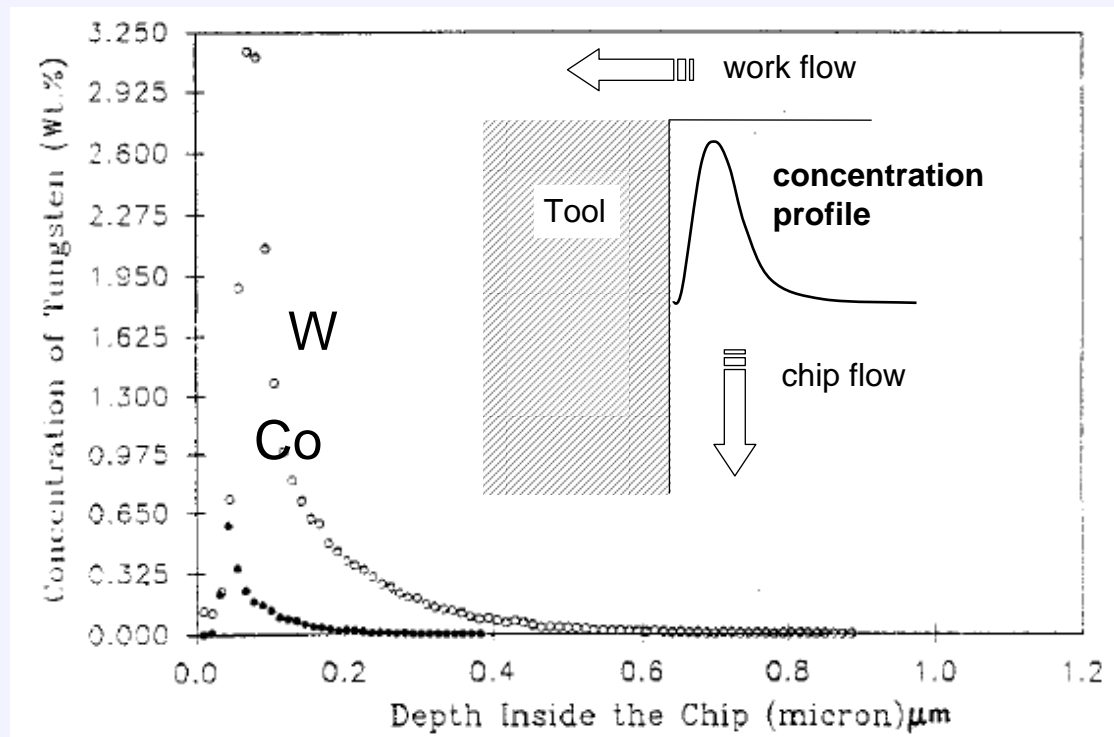 3.250
2.925
2.600
2.275
1.950
1.625
1.300
0.975
0.650
0.325
0.000
Concentration of Tungsten (Wt.%)
work flow
Tool
concentration
profile
W
Co
chip flow
0.0 0.2 0.4 0.6 0.8 1.0 1.2
Depth Inside the Chip (micron)μm